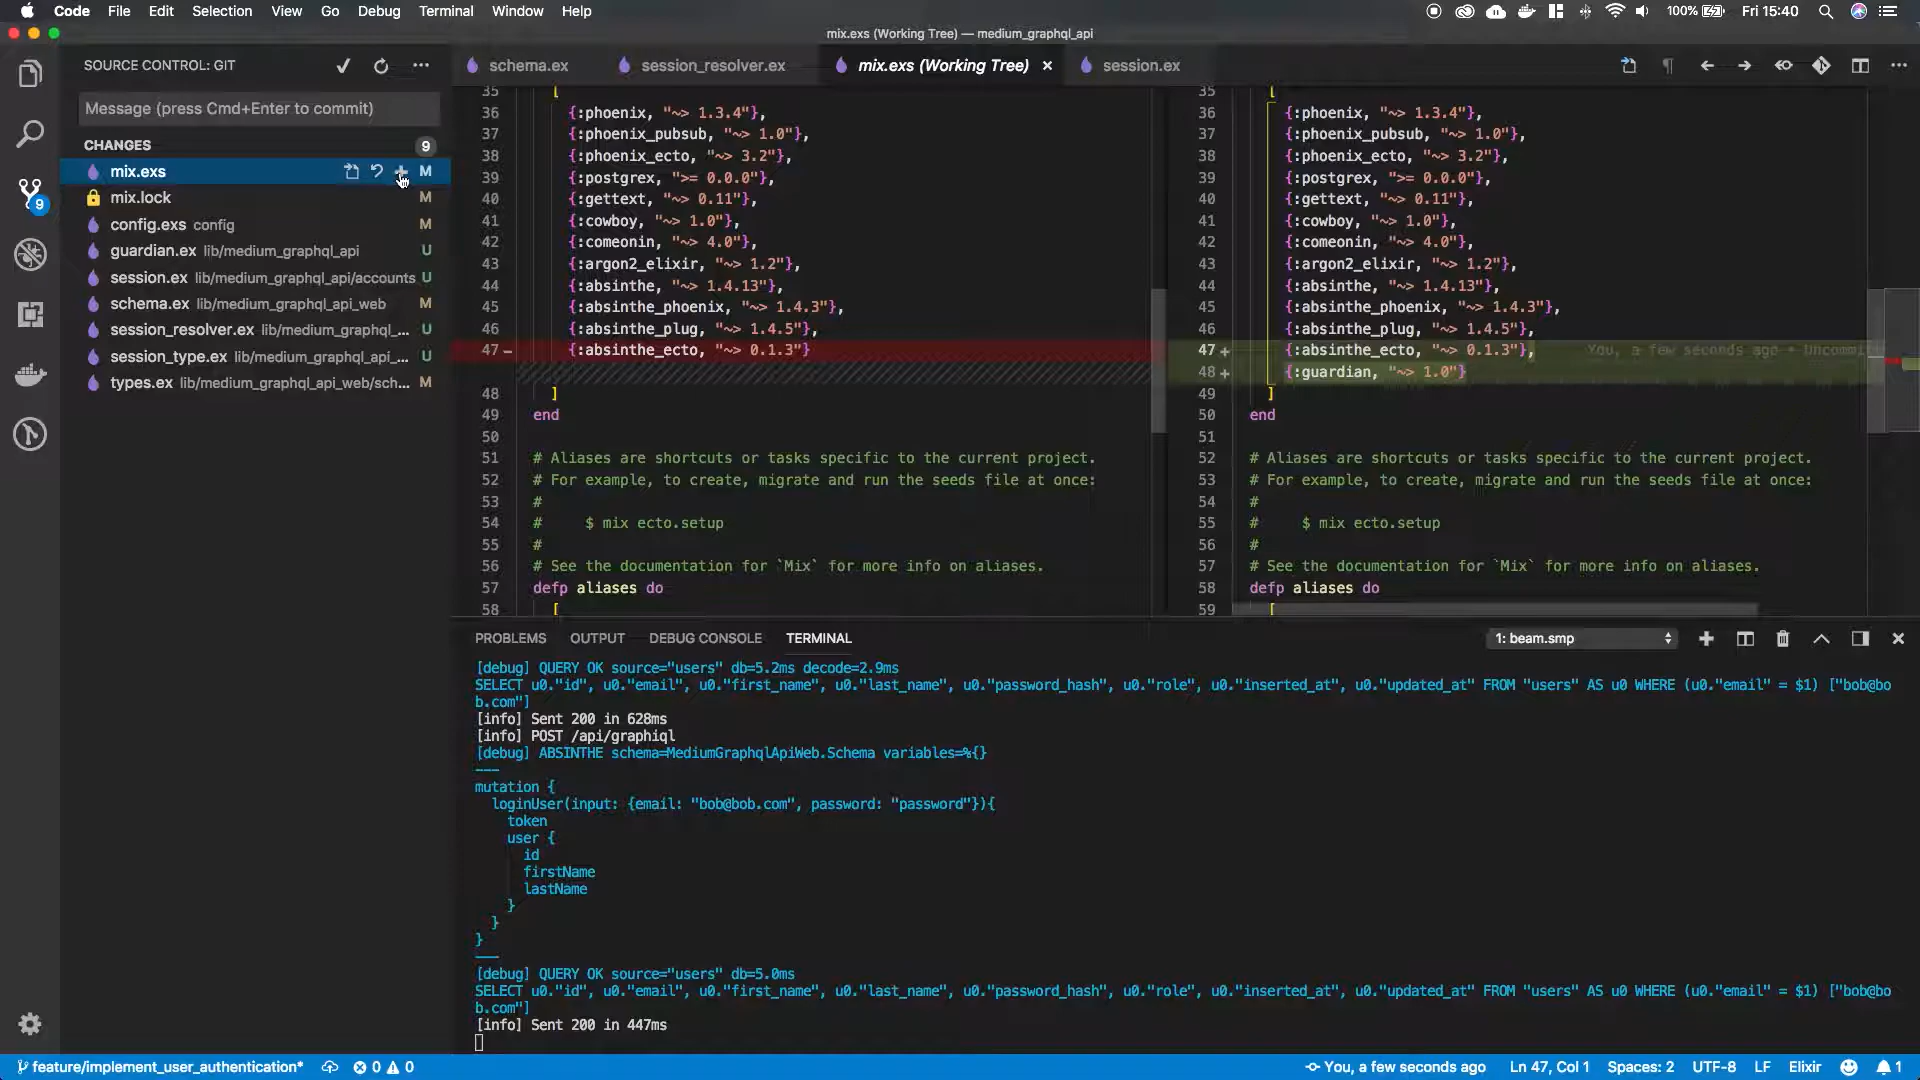 Code File Edit Selection View Go Debug Terminal Window Help 100% Fri 15:40
mix.exs (Working Tree) — medium_graphql_api
SOURCE CONTROL: GIT
Message (press Cmd+Enter to commit)
CHANGES 9
mix.exs M
mix.lock M
config.exs config M
guardian.ex lib/medium_graphql_api U
session.ex lib/medium_graphql_api/accounts U
schema.ex lib/medium_graphql_api_web M
session_resolver.ex lib/medium_graphql_... U
session_type.ex lib/medium_graphql_api_... U
types.ex lib/medium_graphql_api_web/sch... M
9
schema.ex session_resolver.ex mix.exs (Working Tree) × session.ex
35 [
36 {:phoenix, "~> 1.3.4"},
37 {:phoenix_pubsub, "~> 1.0"},
38 {:phoenix_ecto, "~> 3.2"},
39 {:postgrex, ">= 0.0.0"},
40 {:gettext, "~> 0.11"},
41 {:cowboy, "~> 1.0"},
42 {:comeonin, "~> 4.0"},
43 {:argon2_elixir, "~> 1.2"},
44 {:absinthe, "~> 1.4.13"},
45 {:absinthe_phoenix, "~> 1.4.3"},
46 {:absinthe_plug, "~> 1.4.5"},
47 – {:absinthe_ecto, "~> 0.1.3"}
48 ]
49 end
50
51 # Aliases are shortcuts or tasks specific to the current project.
52 # For example, to create, migrate and run the seeds file at once:
53 #
54 # $ mix ecto.setup
55 #
56 # See the documentation for `Mix` for more info on aliases.
57 defp aliases do
58 [
35 [
36 {:phoenix, "~> 1.3.4"},
37 {:phoenix_pubsub, "~> 1.0"},
38 {:phoenix_ecto, "~> 3.2"},
39 {:postgrex, ">= 0.0.0"},
40 {:gettext, "~> 0.11"},
41 {:cowboy, "~> 1.0"},
42 {:comeonin, "~> 4.0"},
43 {:argon2_elixir, "~> 1.2"},
44 {:absinthe, "~> 1.4.13"},
45 {:absinthe_phoenix, "~> 1.4.3"},
46 {:absinthe_plug, "~> 1.4.5"},
47 + {:absinthe_ecto, "~> 0.1.3"}, You, a few seconds ago • Uncommit
48 + {:guardian, "~> 1.0"}
49 ]
50 end
51
52 # Aliases are shortcuts or tasks specific to the current project.
53 # For example, to create, migrate and run the seeds file at once:
54 #
55 # $ mix ecto.setup
56 #
57 # See the documentation for `Mix` for more info on aliases.
58 defp aliases do
59 [
PROBLEMS OUTPUT DEBUG CONSOLE TERMINAL 1: beam.smp
[debug] QUERY OK source="users" db=5.2ms decode=2.9ms
SELECT u0."id", u0."email", u0."first_name", u0."last_name", u0."password_hash", u0."role", u0."inserted_at", u0."updated_at" FROM "users" AS u0 WHERE (u0."email" = $1) ["bob@bo
b.com"]
[info] Sent 200 in 628ms
[info] POST /api/graphiql
[debug] ABSINTHE schema=MediumGraphqlApiWeb.Schema variables=%{}
---
mutation {
loginUser(input: {email: "bob@bob.com", password: "password"}){
token
user {
id
firstName
lastName
}
}
}
---
[debug] QUERY OK source="users" db=5.0ms
SELECT u0."id", u0."email", u0."first_name", u0."last_name", u0."password_hash", u0."role", u0."inserted_at", u0."updated_at" FROM "users" AS u0 WHERE (u0."email" = $1) ["bob@bo
b.com"]
[info] Sent 200 in 447ms
feature/implement_user_authentication* 0 0 You, a few seconds ago Ln 47, Col 1 Spaces: 2 UTF-8 LF Elixir 1